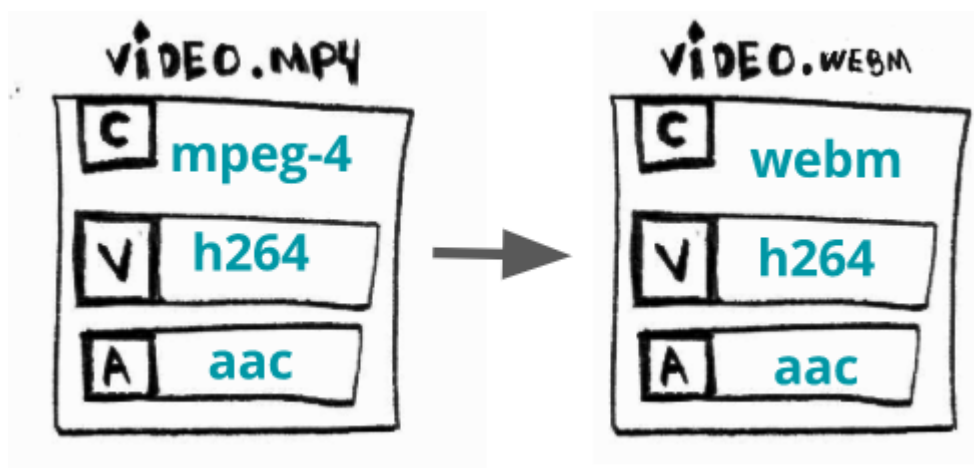 ViDEO.MP4
C mpeg-4
V h264
A aac
ViDEO.WEBM
C webm
V h264
A aac